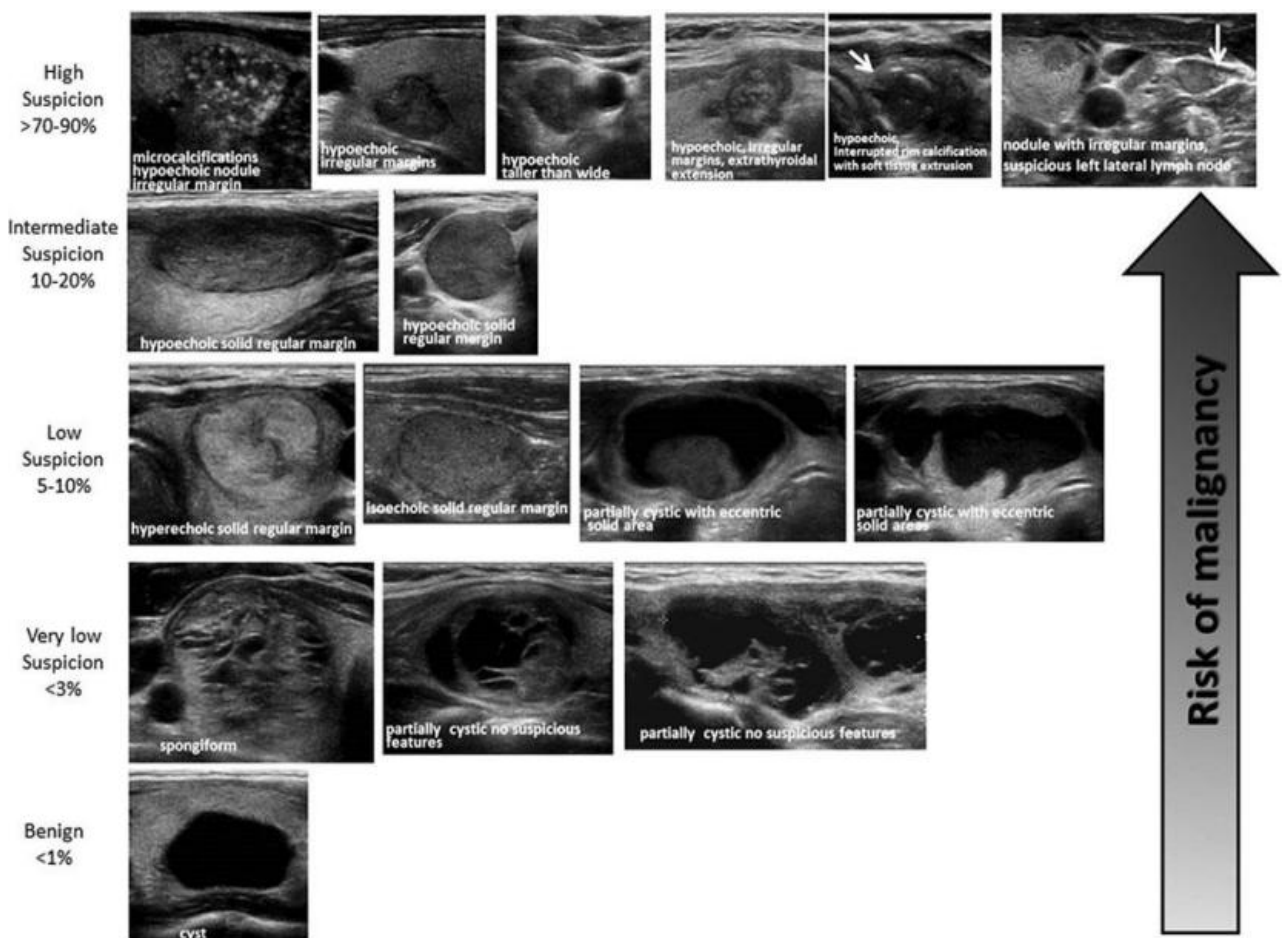 High
Suspicion
>70-90%
microcalcifications
hypoechoic nodule
irregular margin
hypoechoic
irregular margins
hypoechoic
taller than wide
hypoechoic, irregular
margins, extrathyroidal
extension
hypoechoic,
Interrupted rim calcification
with soft tissue extrusion
nodule with irregular margins,
suspicious left lateral lymph node
Intermediate
Suspicion
10-20%
hypoechoic solid regular margin
hypoechoic solid
regular margin
Low
Suspicion
5-10%
hyperechoic solid regular margin
isoechoic solid regular margin
partially cystic with eccentric
solid area
partially cystic with eccentric
solid areas
Very low
Suspicion
<3%
spongiform
partially cystic no suspicious
features
partially cystic no suspicious features
Benign
<1%
cyst
Risk of malignancy